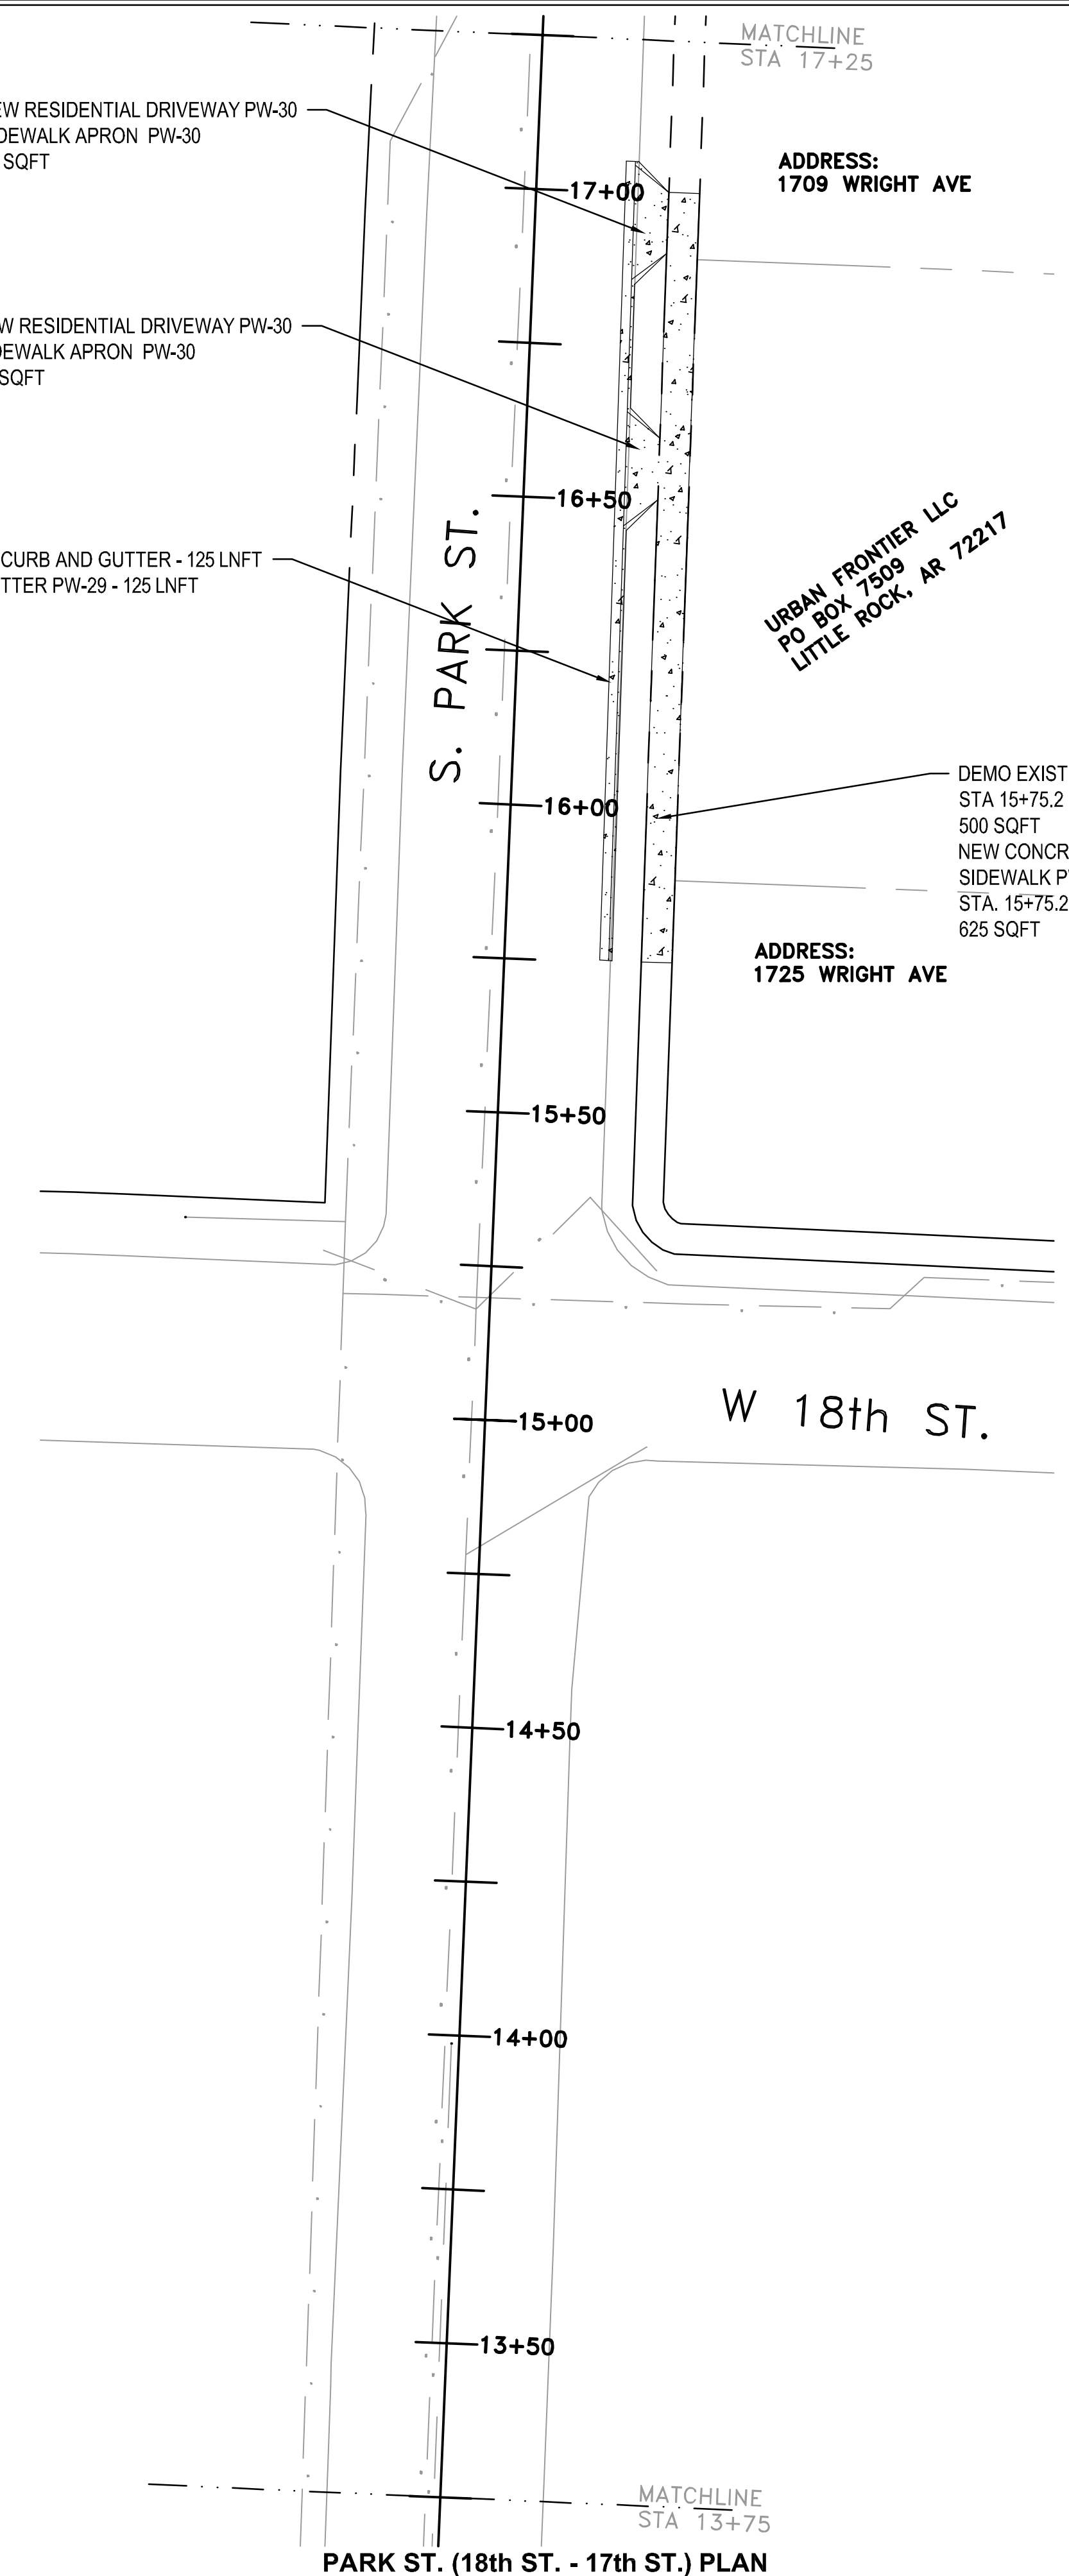 MATCHLINE
STA 17+25
RESIDENTIAL DRIVEWAY PW-30
APRON PW-30
SQFT
ADDRESS:
1709 WRIGHT AVE
17+00
RESIDENTIAL DRIVEWAY PW-30
APRON PW-30
SQFT
16+50
S. PARK ST.
CURB AND GUTTER - 125 LNFT
PW-29 - 125 LNFT
URBAN FRONTIER LLC
PO BOX 7509
LITTLE ROCK, AR 72217
16+00
DEMO EXIST
STA 15+75.2
500 SQFT
NEW CONCR
SIDEWALK
STA. 15+75.2
625 SQFT
ADDRESS:
1725 WRIGHT AVE
15+50
15+00
W 18th ST.
14+50
14+00
13+50
MATCHLINE
STA 13+75
PARK ST. (18th ST. - 17th ST.) PLAN